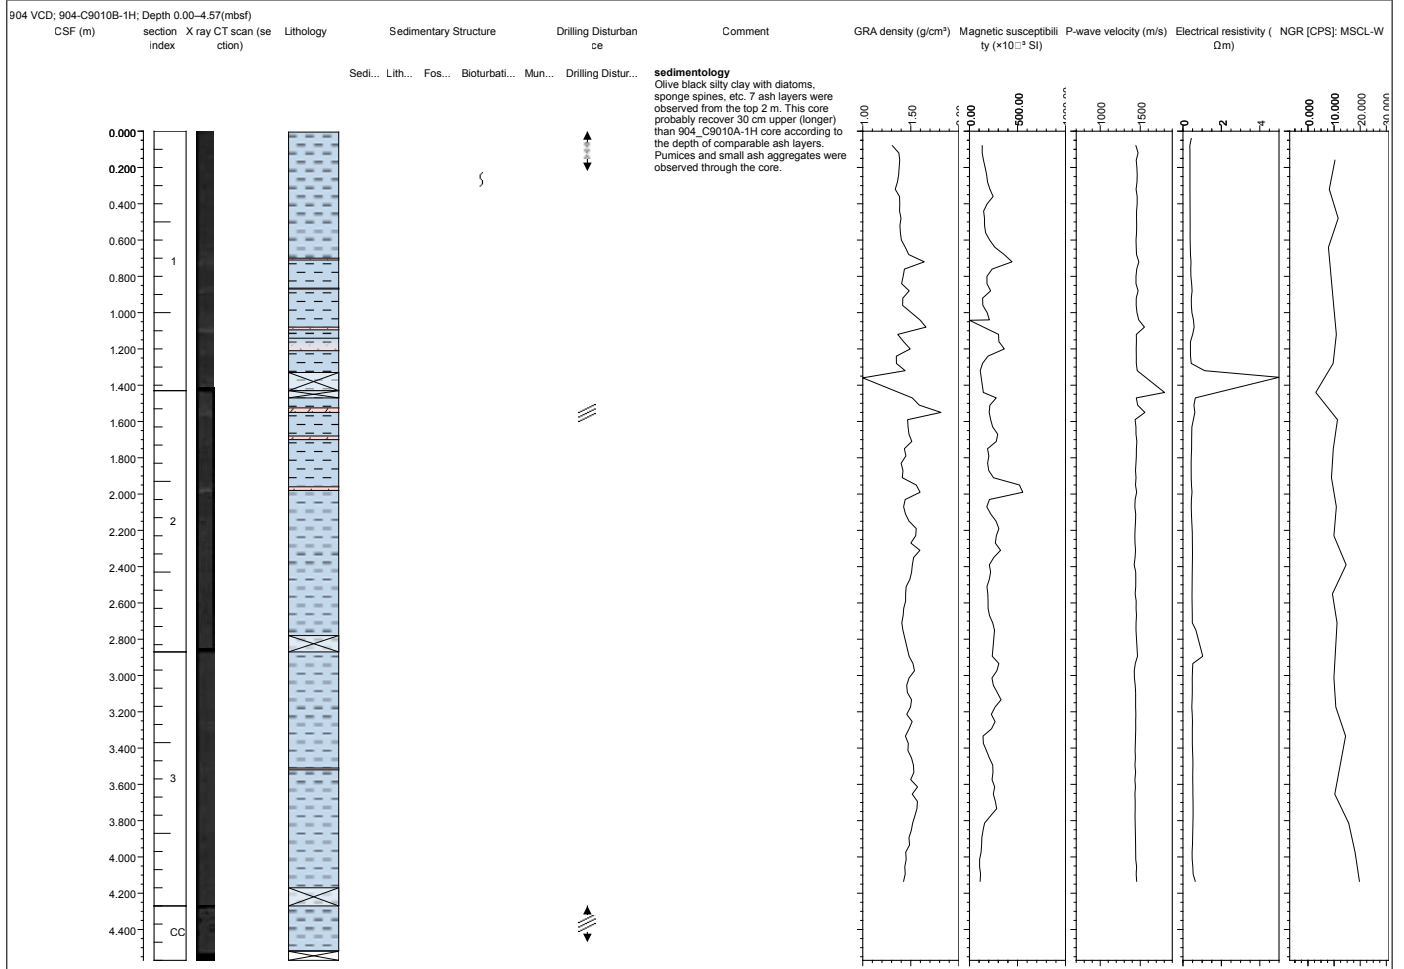 904 VCD; 904-C9010B-1H; Depth 0.00–4.57(mbsf)
CSF (m)
section index
X ray CT scan (se
ction)
Lithology
Sedimentary Structure
Drilling Disturban
ce
Comment
GRA density (g/cm³)
Magnetic susceptibili
ty (×10□³ SI)
P-wave velocity (m/s)
Electrical resistivity (
Ωm)
NGR [CPS]: MSCL-W
Sedi... Lith... Fos... Bioturbati... Mun... Drilling Distur...
sedimentology
Olive black silty clay with diatoms,
sponge spines, etc. 7 ash layers were
observed from the top 2 m. This core
probably recover 30 cm upper (longer)
than 904_C9010A-1H core according to
the depth of comparable ash layers.
Pumices and small ash aggregates were
observed through the core.
1.50
0.00
500.00
1000
1500
0
2
4
0.000
10.000
20.000
0.000
0.200
0.400
0.600
0.800
1.000
1.200
1.400
1.600
1.800
2.000
2.200
2.400
2.600
2.800
3.000
3.200
3.400
3.600
3.800
4.000
4.200
4.400
1
2
3
CC